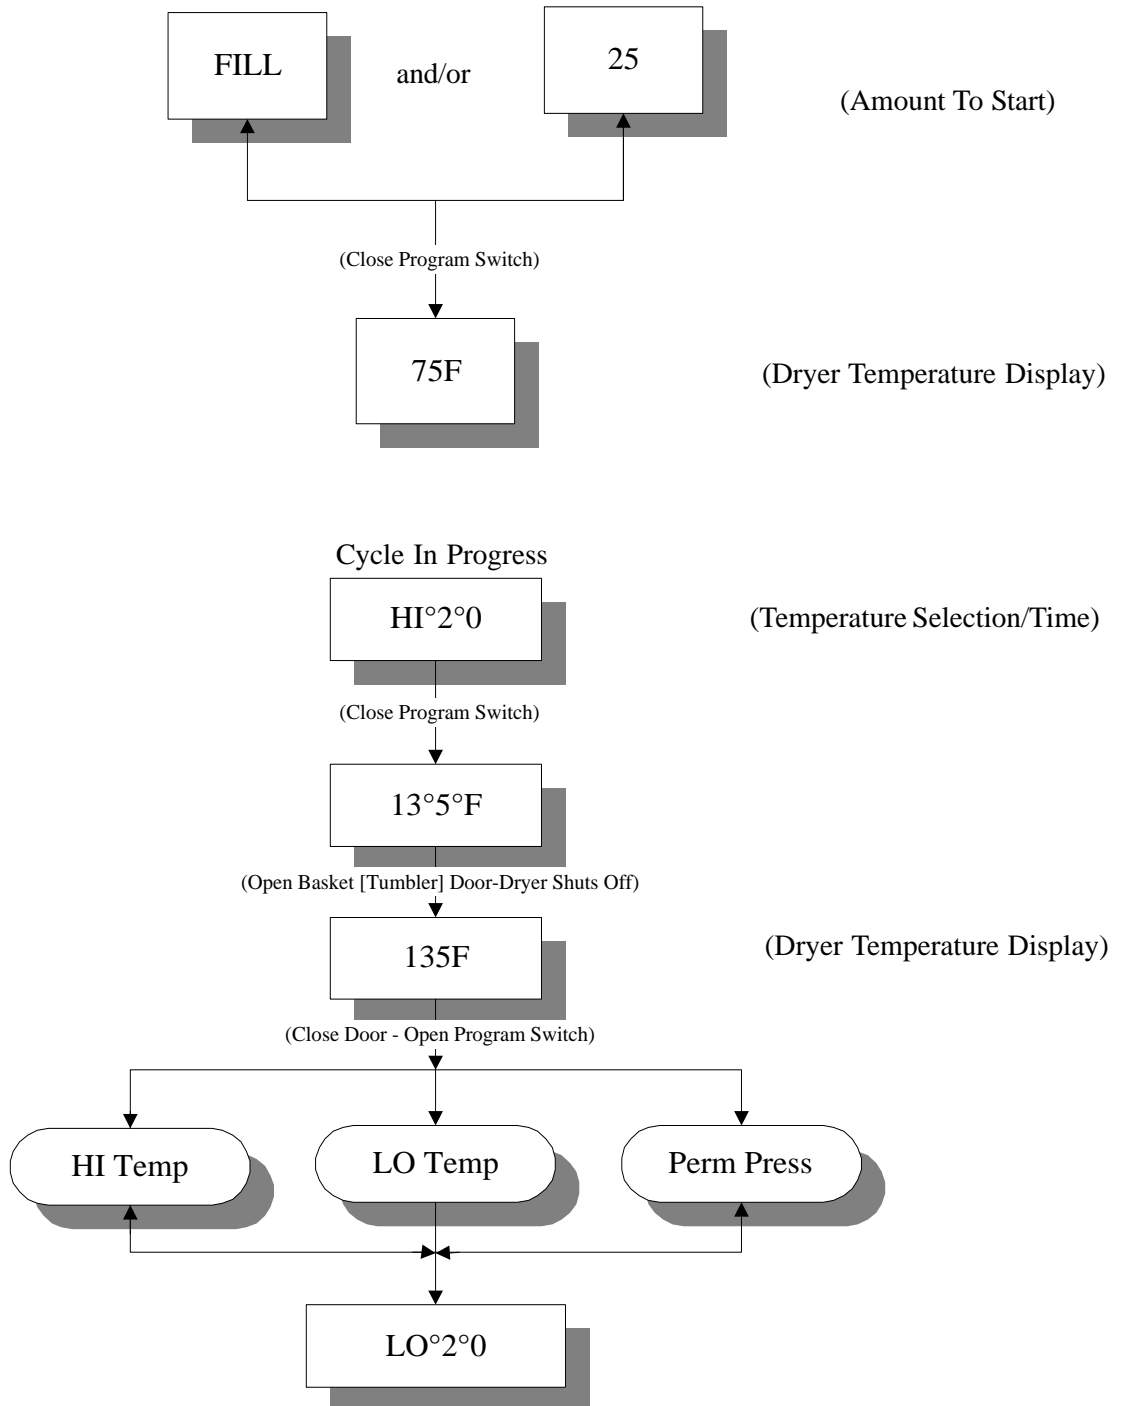 FILL
and/or
25
(Amount To Start)
(Close Program Switch)
75F
(Dryer Temperature Display)
Cycle In Progress
HI°2°0
(Temperature Selection/Time)
(Close Program Switch)
13°5°F
(Open Basket [Tumbler] Door-Dryer Shuts Off)
135F
(Dryer Temperature Display)
(Close Door - Open Program Switch)
HI Temp
LO Temp
Perm Press
LO°2°0